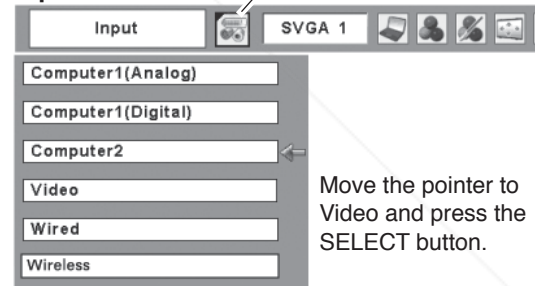 Input
SVGA 1
Computer1(Analog)
Computer1(Digital)
Computer2
Video
Wired
Wireless
Move the pointer to
Video and press the
SELECT button.